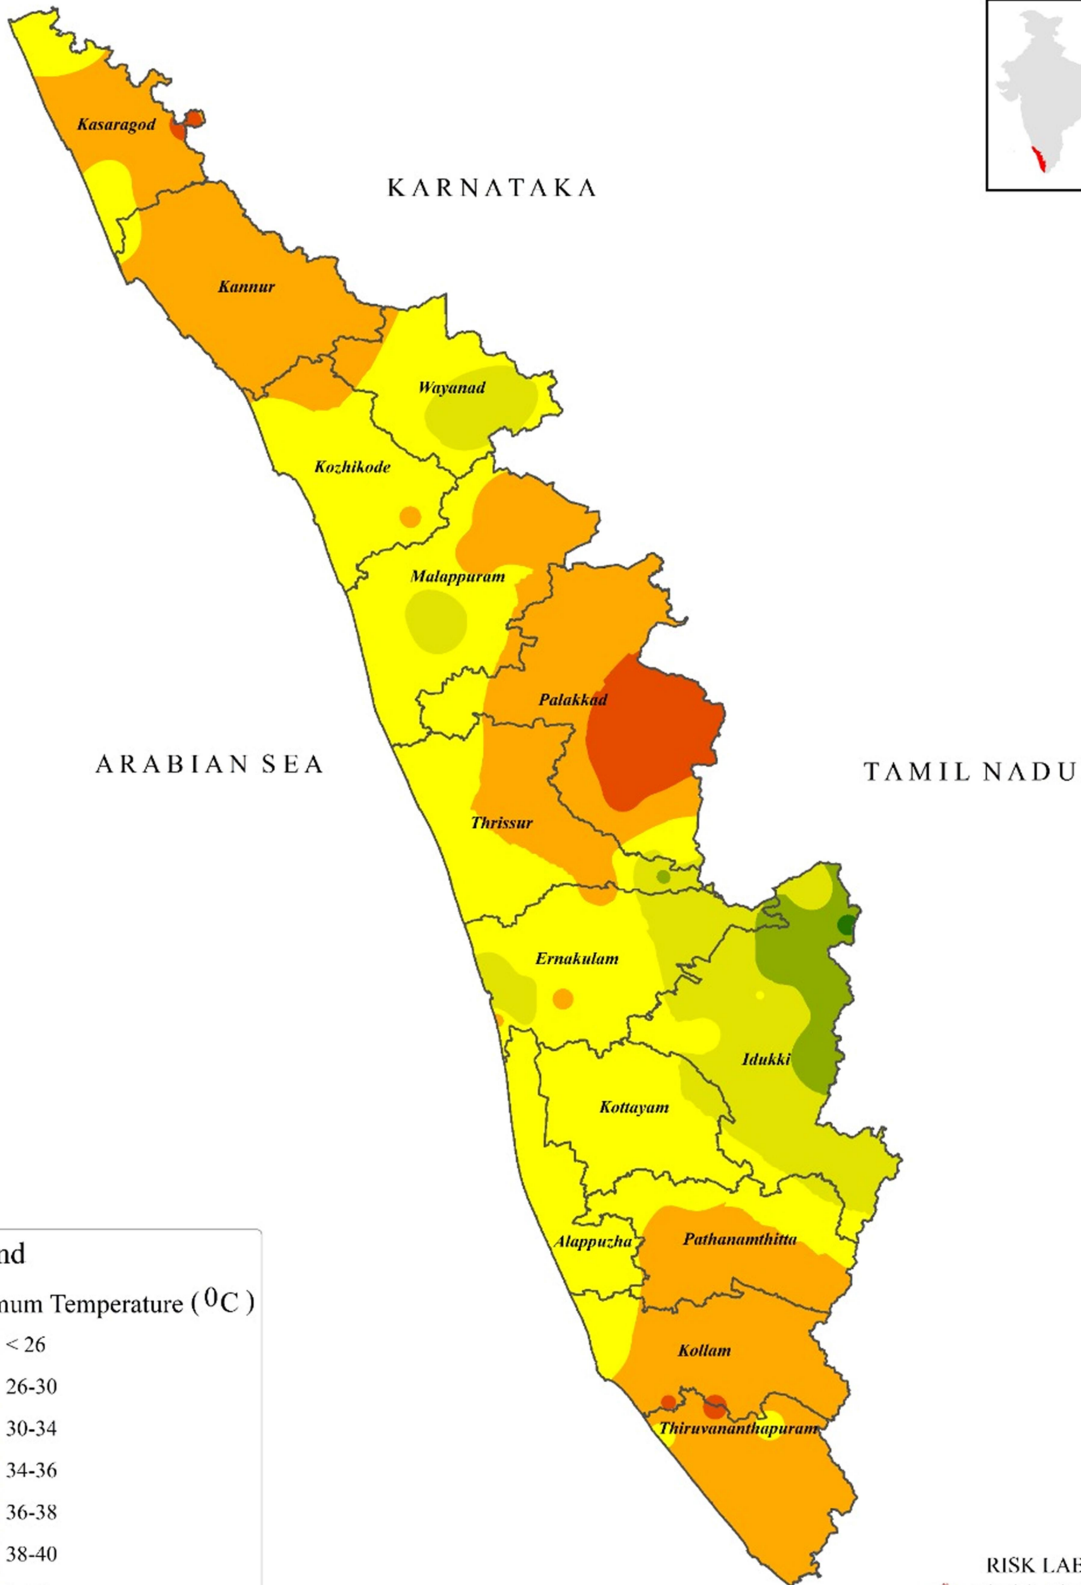 KARNATAKA
Kasaragod
Kannur
Wayanad
Kozhikode
Malappuram
Palakkad
ARABIAN SEA
TAMIL NADU
Thrissur
Ernakulam
Idukki
Kottayam
Alappuzha
Pathanamthitta
Kollam
Thiruvananthapuram
nd
num Temperature (⁰C)
< 26
26-30
30-34
34-36
36-38
38-40
RISK LAB